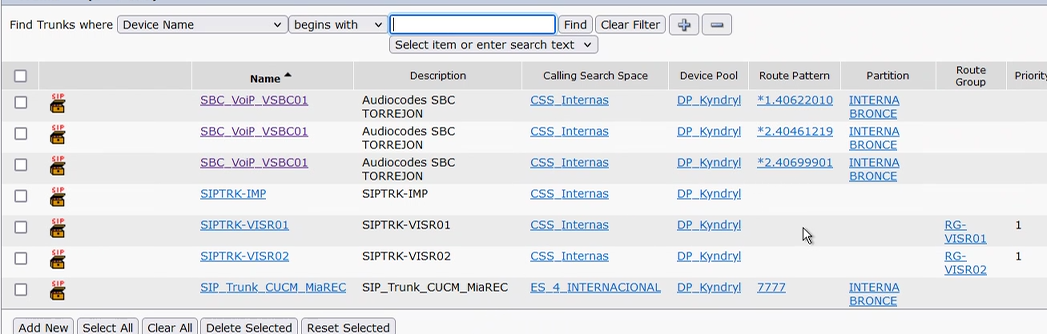 Find Trunks where Device Name begins with Find Clear Filter
Select item or enter search text
Name Description Calling Search Space Device Pool Route Pattern Partition Route Group Priority
SIP SBC_VoiP_VSBC01 Audiocodes SBC CSS_Internas DP_Kyndryl *1.40622010 INTERNA
TORREJON BRONCE
SIP SBC_VoiP_VSBC01 Audiocodes SBC CSS_Internas DP_Kyndryl *2.40461219 INTERNA
TORREJON BRONCE
SIP SBC_VoiP_VSBC01 Audiocodes SBC CSS_Internas DP_Kyndryl *2.40699901 INTERNA
TORREJON BRONCE
SIP SIPTRK-IMP SIPTRK-IMP CSS_Internas DP_Kyndryl
SIP SIPTRK-VISR01 SIPTRK-VISR01 CSS_Internas DP_Kyndryl RG- 1
VISR01
SIP SIPTRK-VISR02 SIPTRK-VISR02 CSS_Internas DP_Kyndryl RG- 1
VISR02
SIP SIP_Trunk_CUCM_MiaREC SIP_Trunk_CUCM_MiaREC ES_4_INTERNACIONAL DP_Kyndryl 7777 INTERNA
BRONCE
Add New Select All Clear All Delete Selected Reset Selected